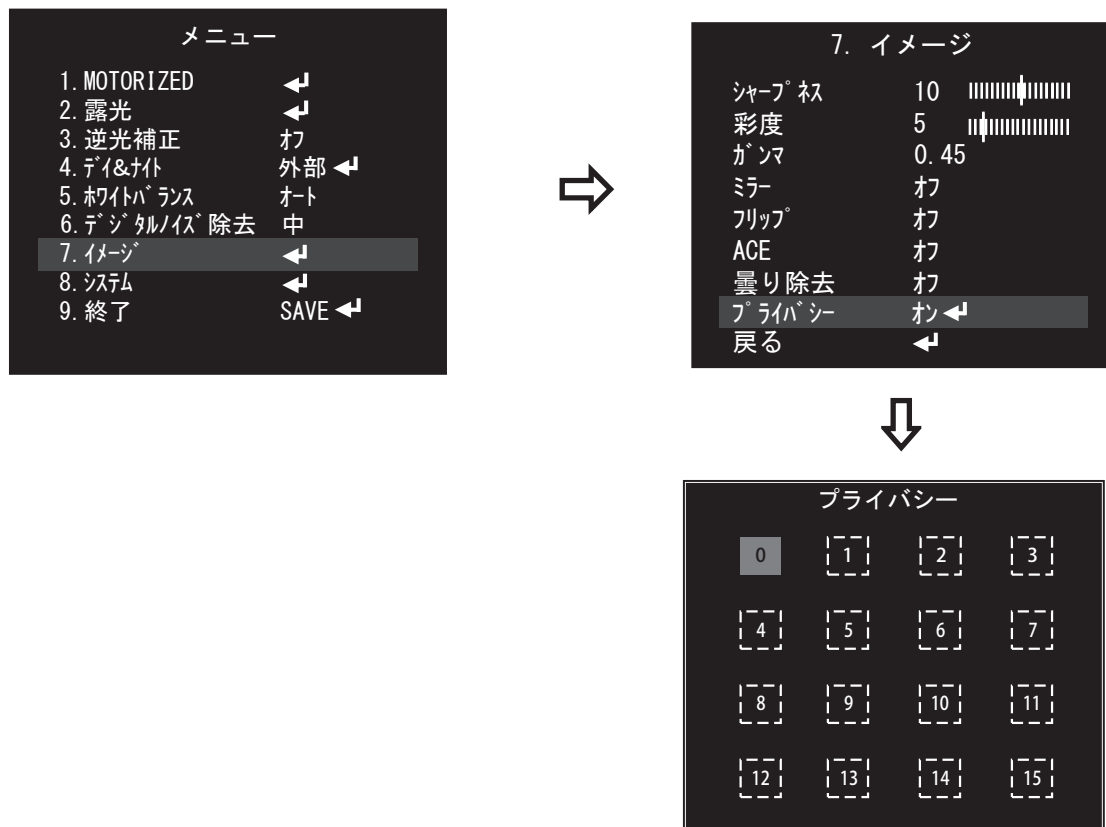 メニュー
1. MOTORIZED
2. 露光
3. 逆光補正 ｵﾌ
4. ﾃﾞｲ&ﾅｲﾄ 外部
5. ﾎﾜｲﾄﾊﾞﾗﾝｽ ｵｰﾄ
6. ﾃﾞｼﾞﾀﾙﾉｲｽﾞ除去 中
7. ｲﾒｰｼﾞ
8. ｼｽﾃﾑ
9. 終了 SAVE
7. イメージ
ｼｬｰﾌﾟﾈｽ 10
彩度 5
ｶﾞﾝﾏ 0.45
ﾐﾗｰ ｵﾌ
ﾌﾘｯﾌﾟ ｵﾌ
ACE ｵﾌ
曇り除去 ｵﾌ
ﾌﾟﾗｲﾊﾞｼｰ ｵﾝ
戻る
プライバシー
0 1 2 3
4 5 6 7
8 9 10 11
12 13 14 15